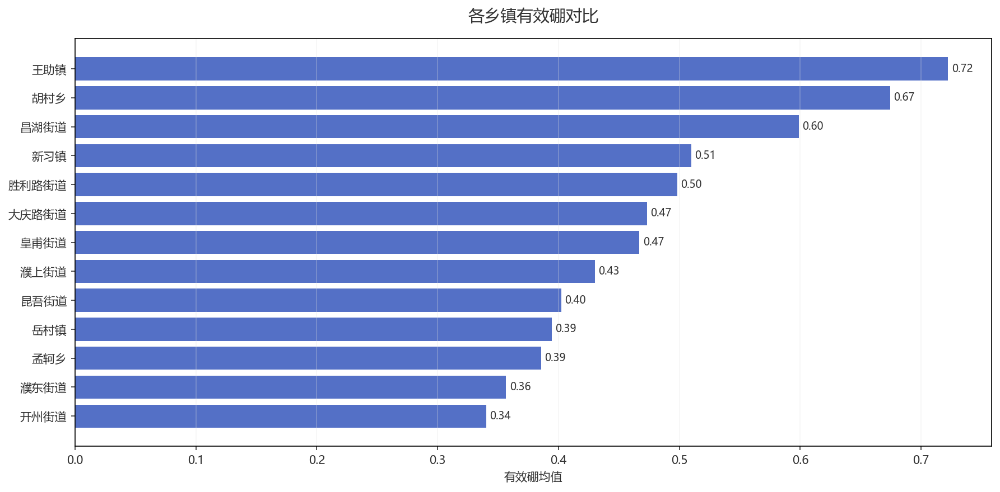 各乡镇有效硼对比
王助镇 0.72
胡村乡 0.67
昌湖街道 0.60
新习镇 0.51
胜利路街道 0.50
大庆路街道 0.47
皇甫街道 0.47
濮上街道 0.43
昆吾街道 0.40
岳村镇 0.39
孟轲乡 0.39
濮东街道 0.36
开州街道 0.34
0.0 0.1 0.2 0.3 0.4 0.5 0.6 0.7
有效硼均值